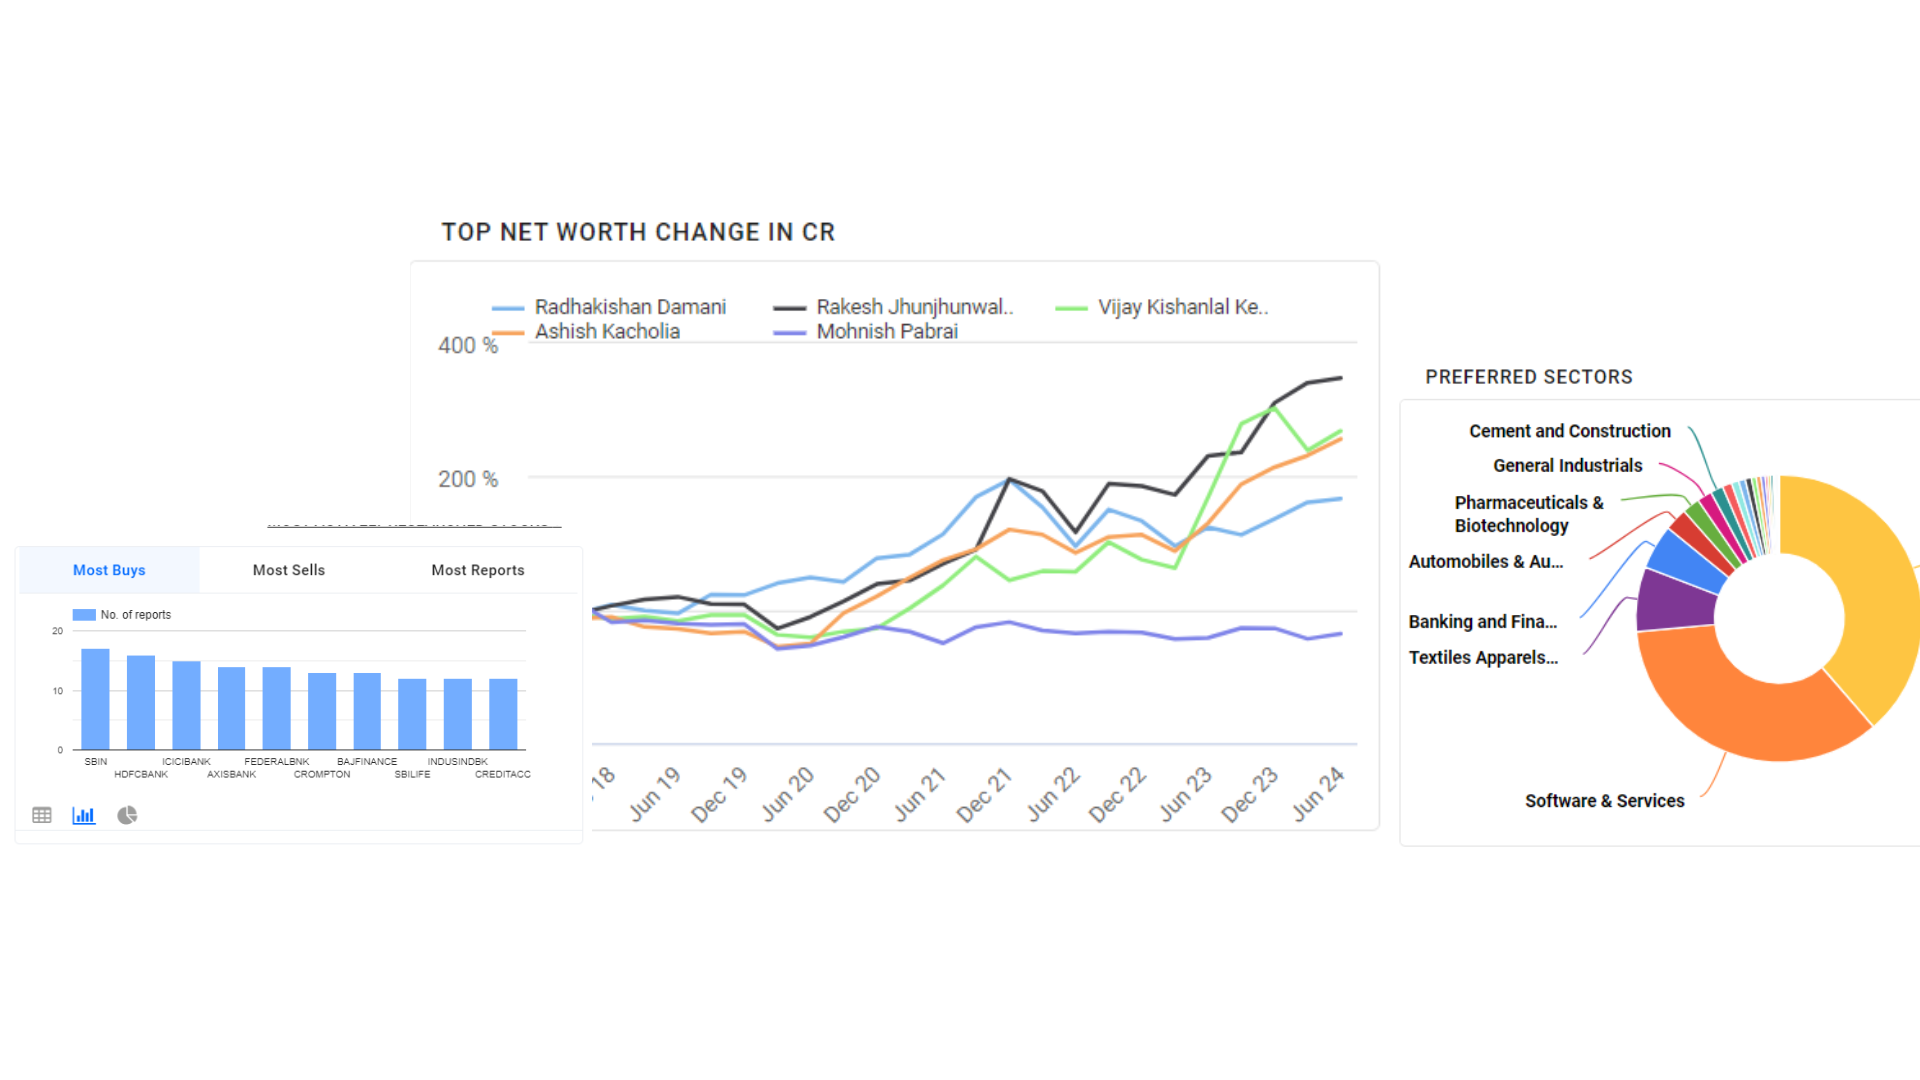 TOP NET WORTH CHANGE IN CR
Radhakishan Damani
Rakesh Jhunjhunwal..
Vijay Kishanlal Ke..
Ashish Kacholia
Mohnish Pabrai
400 %
200 %
18
Jun 19
Dec 19
Jun 20
Dec 20
Jun 21
Dec 21
Jun 22
Dec 22
Jun 23
Dec 23
Jun 24
Most Buys
Most Sells
Most Reports
No. of reports
20
10
0
SBIN
HDFCBANK
ICICIBANK
AXISBANK
FEDERALBNK
CROMPTON
BAJFINANCE
SBILIFE
INDUSINDBK
CREDITACC
PREFERRED SECTORS
Cement and Construction
General Industrials
Pharmaceuticals &
Biotechnology
Automobiles & Au...
Banking and Fina...
Textiles Apparels...
Software & Services